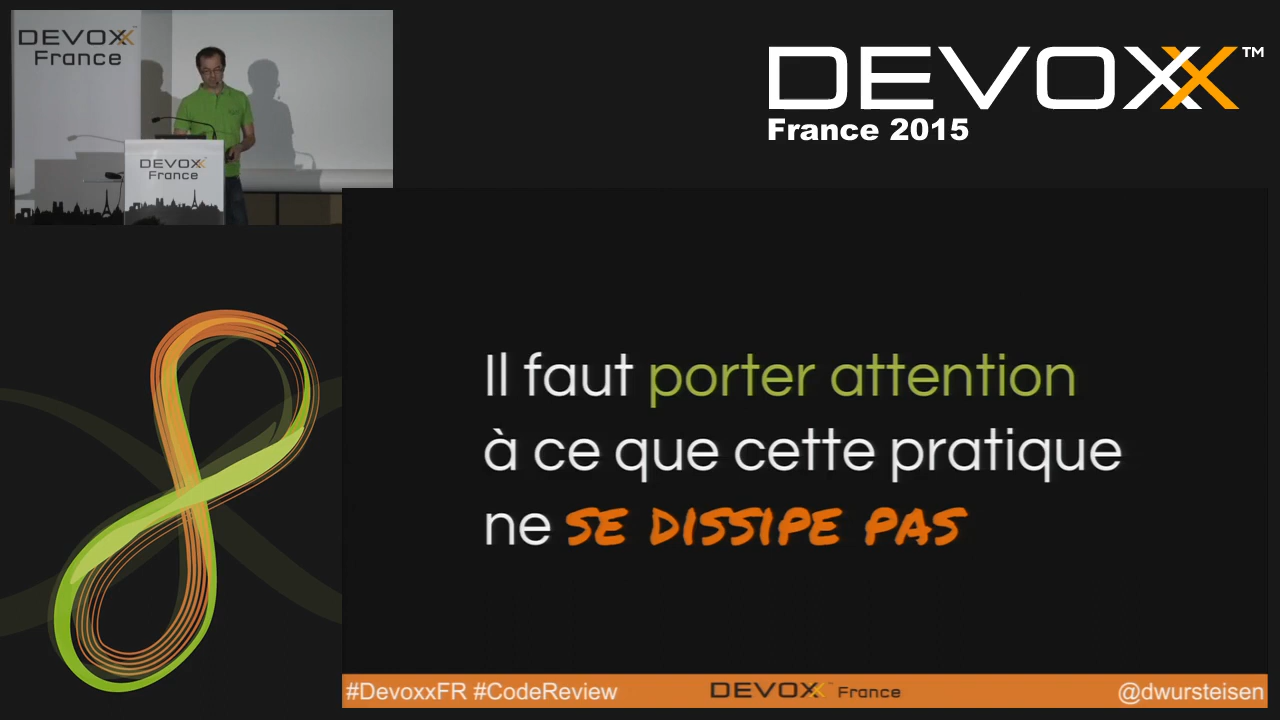 DEVOXX
France
DEVOXX
France
DEVOXX™
France 2015
Il faut porter attention
à ce que cette pratique
ne SE DISSIPE PAS
#DevoxxFR #CodeReview
DEVOXX France
@dwursteisen